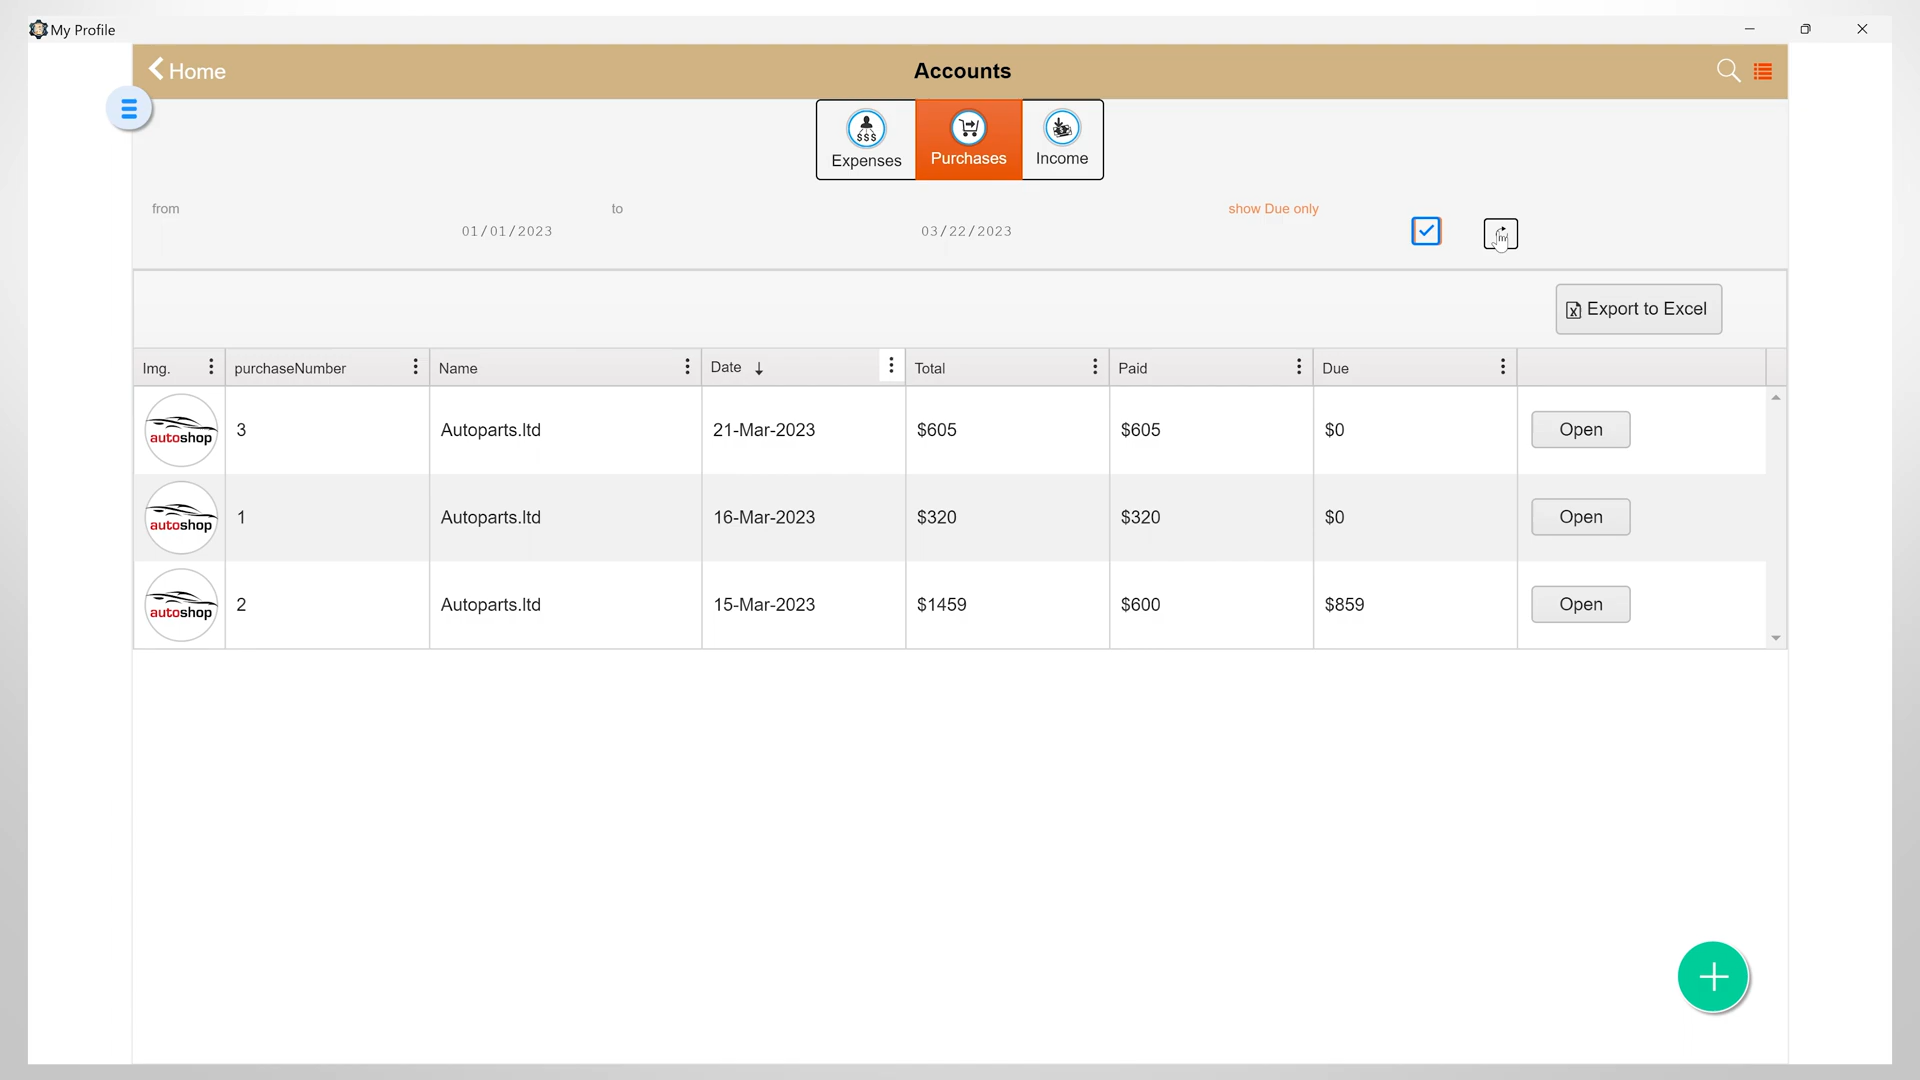 My Profile
Home
Accounts
$$$
Expenses
Purchases
Income
from
to
show Due only
01/01/2023
03/22/2023
Export to Excel
Img.
purchaseNumber
Name
Date
Total
Paid
Due
autoshop
3
Autoparts.ltd
21-Mar-2023
$605
$605
$0
Open
autoshop
1
Autoparts.ltd
16-Mar-2023
$320
$320
$0
Open
autoshop
2
Autoparts.ltd
15-Mar-2023
$1459
$600
$859
Open